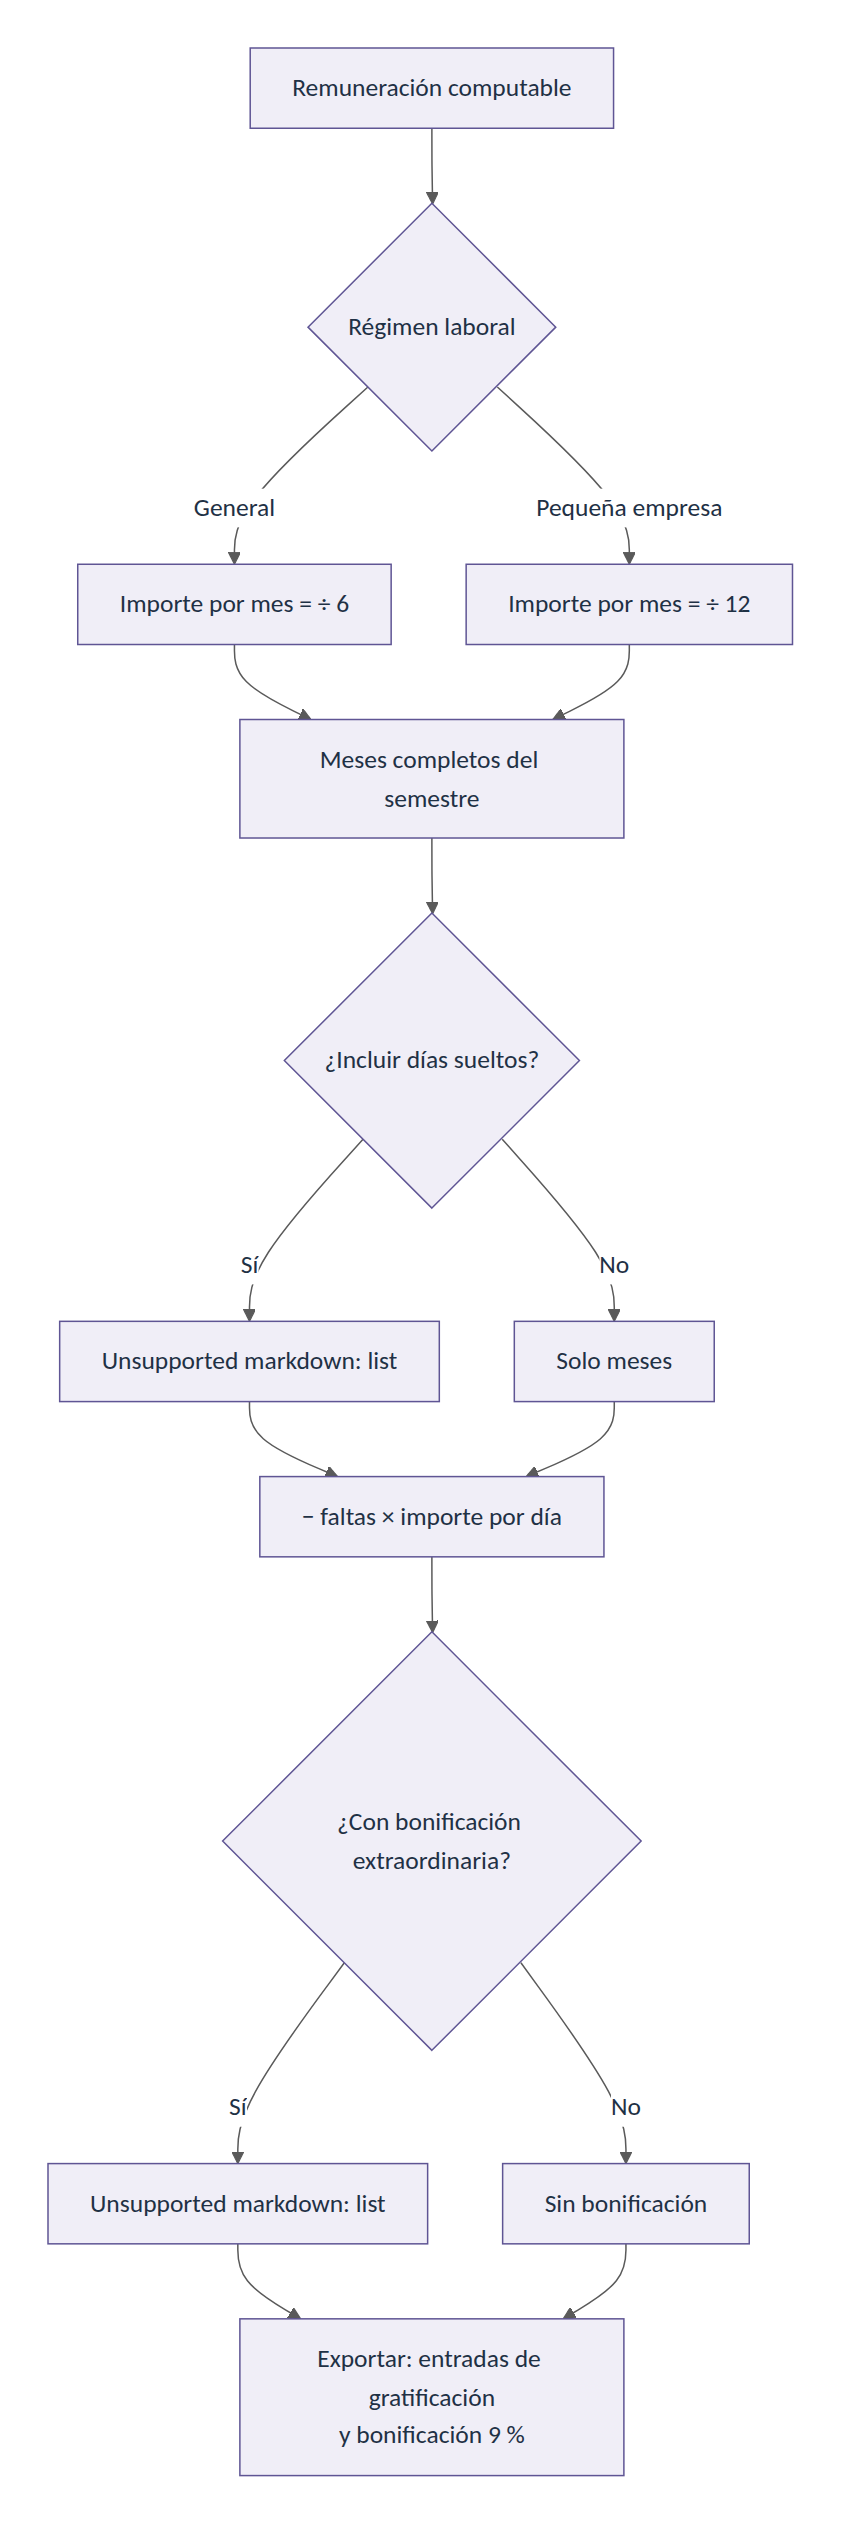 Remuneración computable
Régimen laboral
General
Pequeña empresa
Importe por mes = ÷ 6
Importe por mes = ÷ 12
Meses completos del
semestre
¿Incluir días sueltos?
Sí
No
Unsupported markdown: list
Solo meses
− faltas × importe por día
¿Con bonificación
extraordinaria?
Sí
No
Unsupported markdown: list
Sin bonificación
Exportar: entradas de
gratificación
y bonificación 9 %